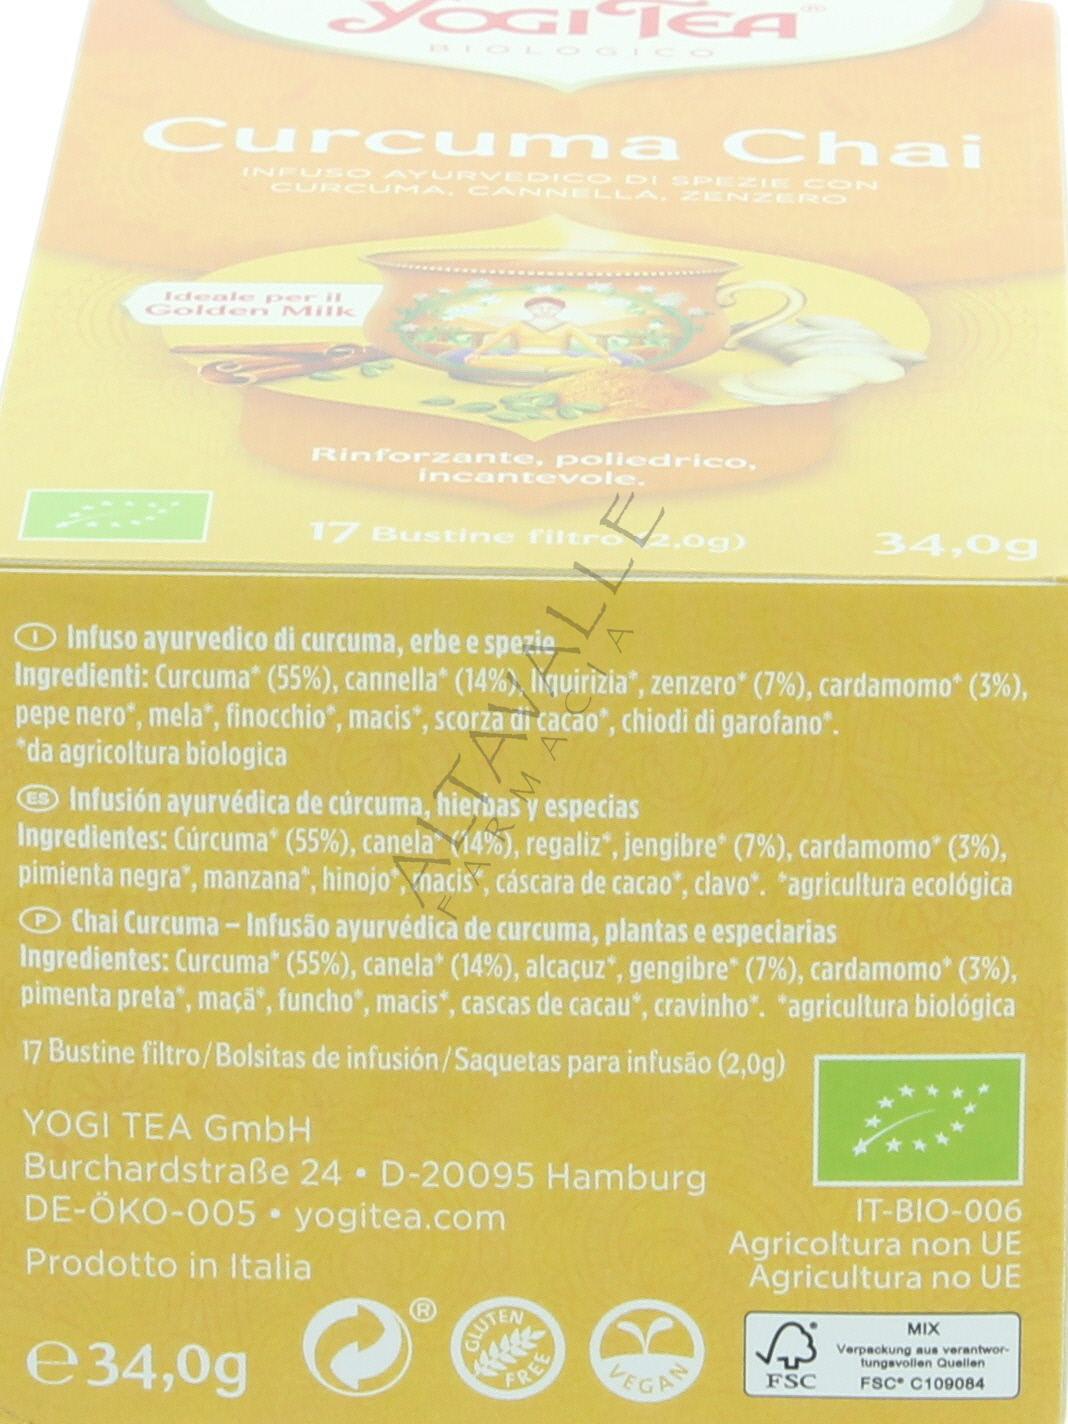 YOGI TEA®
BIOLOGICO
Curcuma Chai
INFUSO AYURVEDICO DI SPEZIE CON
CURCUMA, CANNELLA, ZENZERO
Ideale per il
Golden Milk
Rinforzante, poliedrico,
incantevole.
17 Bustine filtro (2,0g)
34,0g
I Infuso ayurvedico di curcuma, erbe e spezie
Ingredienti: Curcuma* (55%), cannella* (14%), liquirizia*, zenzero* (7%), cardamomo* (3%),
pepe nero*, mela*, finocchio*, macis*, scorza di cacao*, chiodi di garofano*.
*da agricoltura biologica
ES Infusión ayurvédica de cúrcuma, hierbas y especias
Ingredientes: Cúrcuma* (55%), canela* (14%), regaliz*, jengibre* (7%), cardamomo* (3%),
pimienta negra*, manzana*, hinojo*, macis*, cáscara de cacao*, clavo*. *agricultura ecológica
P Chai Curcuma – Infusão ayurvédica de curcuma, plantas e especiarias
Ingredientes: Curcuma* (55%), canela* (14%), alcaçuz*, gengibre* (7%), cardamomo* (3%),
pimenta preta*, maçã*, funcho*, macis*, cascas de cacau*, cravinho*. *agricultura biológica
17 Bustine filtro/Bolsitas de infusión/Saquetas para infusão (2,0g)
YOGI TEA GmbH
Burchardstraße 24 • D-20095 Hamburg
DE-ÖKO-005 • yogitea.com
Prodotto in Italia
IT-BIO-006
Agricoltura non UE
Agricultura no UE
℮34,0g
®
GLUTEN
FREE
VEGAN
FSC
MIX
Verpackung aus verantwor-
tungsvollen Quellen
FSC® C109084
ALTAVALLE
FARMACIA